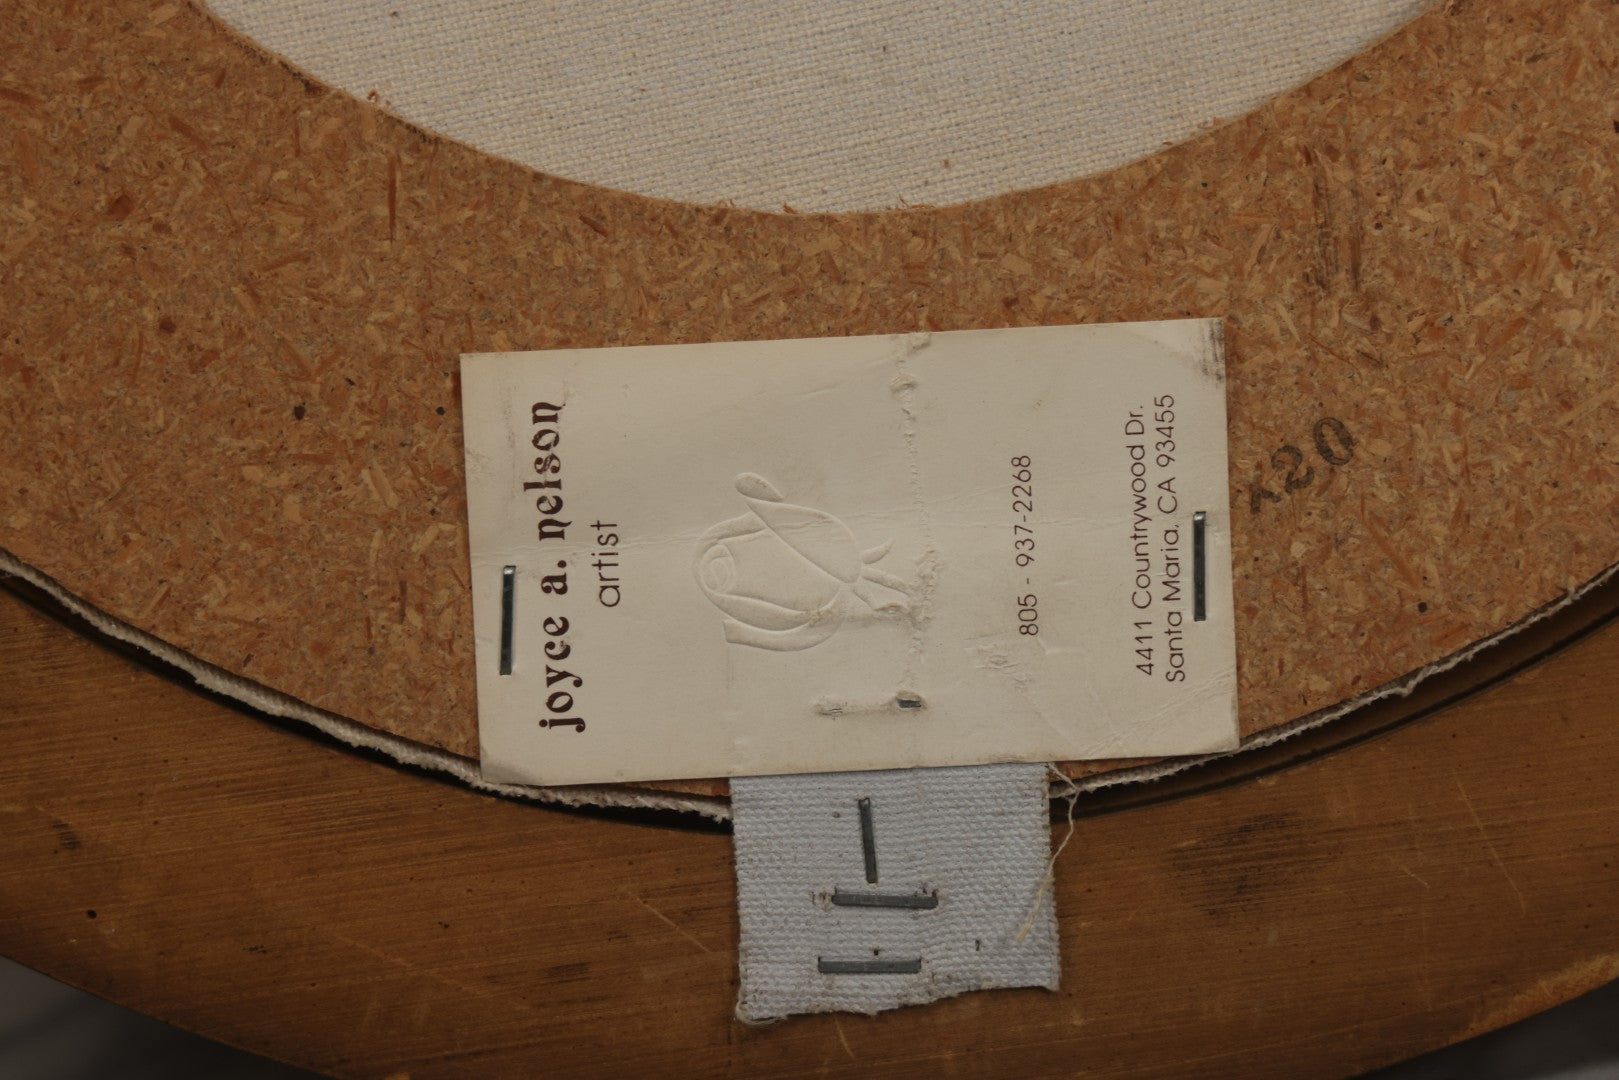 joyce a. nelson
artist
805 - 937-2268
4411 Countrywood Dr.
Santa Maria, CA 93455
x20